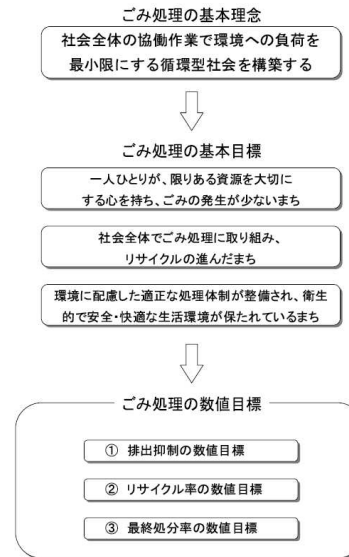 ごみ処理の基本理念
社会全体の協働作業で環境への負荷を
最小限にする循環型社会を構築する
ごみ処理の基本目標
一人ひとりが、限りある資源を大切に
する心を持ち、ごみの発生が少ないまち
社会全体でごみ処理に取り組み、
リサイクルの進んだまち
環境に配慮した適正な処理体制が整備され、衛生
的で安全・快適な生活環境が保たれているまち
ごみ処理の数値目標
① 排出抑制の数値目標
② リサイクル率の数値目標
③ 最終処分率の数値目標